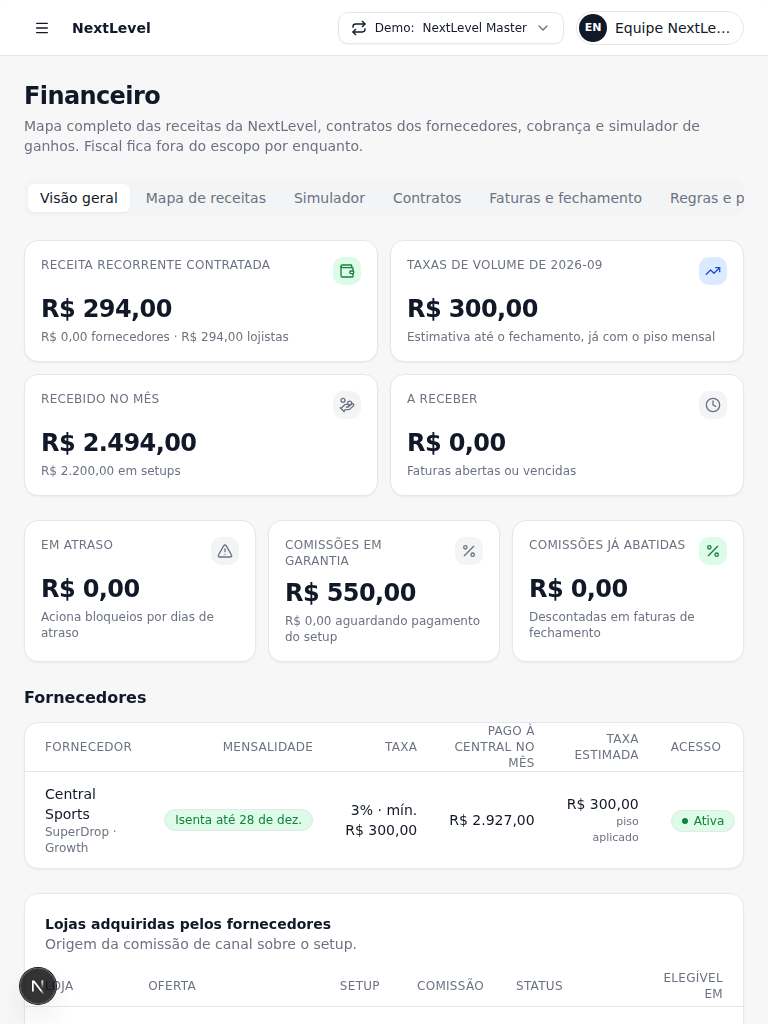 NextLevel
Demo: NextLevel Master
EN
Equipe NextLe...
Financeiro
Mapa completo das receitas da NextLevel, contratos dos fornecedores, cobrança e simulador de
ganhos. Fiscal fica fora do escopo por enquanto.
Visão geral
Mapa de receitas
Simulador
Contratos
Faturas e fechamento
Regras e p
RECEITA RECORRENTE CONTRATADA
R$ 294,00
R$ 0,00 fornecedores · R$ 294,00 lojistas
TAXAS DE VOLUME DE 2026-09
R$ 300,00
Estimativa até o fechamento, já com o piso mensal
RECEBIDO NO MÊS
R$ 2.494,00
R$ 2.200,00 em setups
A RECEBER
R$ 0,00
Faturas abertas ou vencidas
EM ATRASO
R$ 0,00
Aciona bloqueios por dias de
atraso
COMISSÕES EM
GARANTIA
R$ 550,00
R$ 0,00 aguardando pagamento
do setup
COMISSÕES JÁ ABATIDAS
R$ 0,00
Descontadas em faturas de
fechamento
Fornecedores
FORNECEDOR
MENSALIDADE
TAXA
PAGO À
CENTRAL NO
MÊS
TAXA
ESTIMADA
ACESSO
Central
Sports
SuperDrop ·
Growth
Isenta até 28 de dez.
3% · mín.
R$ 300,00
R$ 2.927,00
R$ 300,00
piso
aplicado
Ativa
Lojas adquiridas pelos fornecedores
Origem da comissão de canal sobre o setup.
OJA
OFERTA
SETUP
COMISSÃO
STATUS
ELEGÍVEL
EM
N